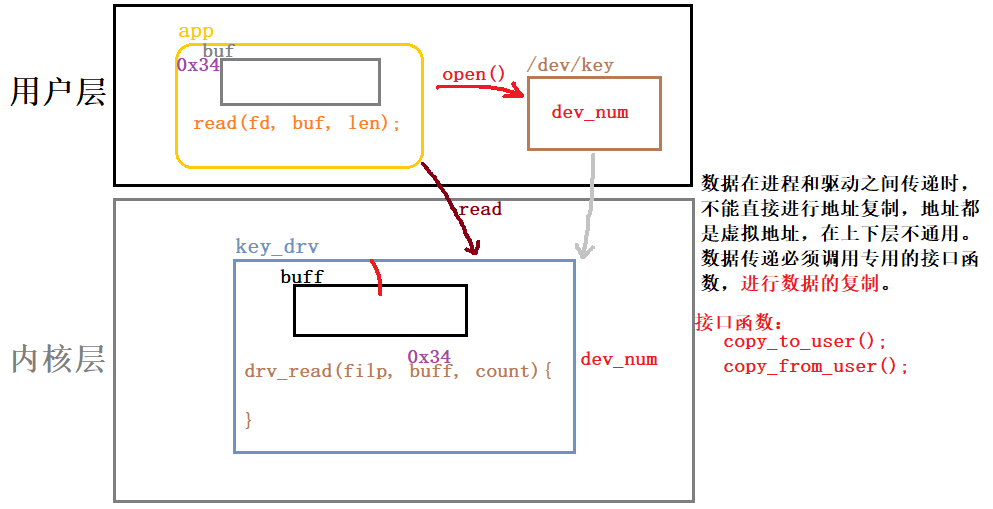 用户层
app
buf
0x34
read(fd, buf, len);
open()
/dev/key
dev_num
read
内核层
key_drv
buff
0x34
drv_read(filp, buff, count){
}
dev_num
数据在进程和驱动之间传递时，
不能直接进行地址复制，地址都
是虚拟地址，在上下层不通用。
数据传递必须调用专用的接口函
数，进行数据的复制。
接口函数：
copy_to_user();
copy_from_user();